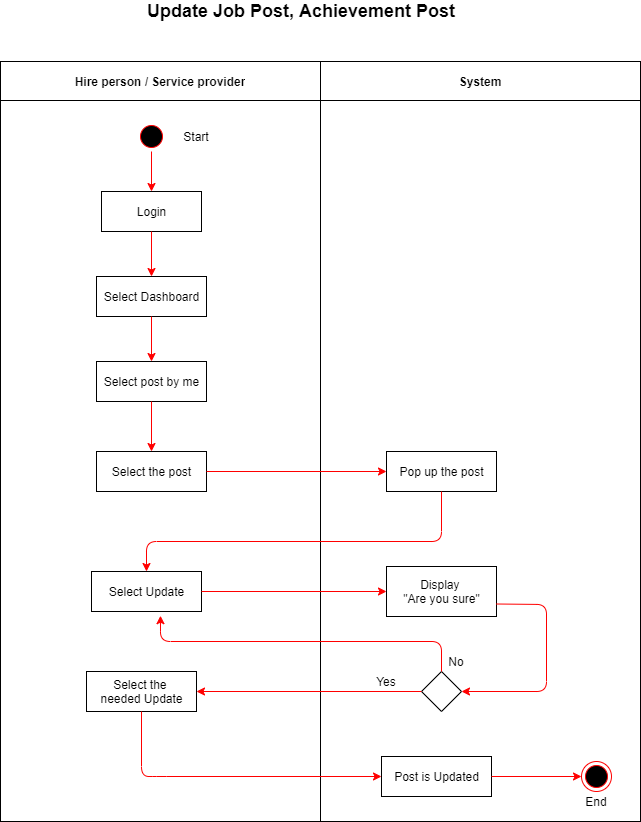 Update Job Post, Achievement Post
Hire person / Service provider
System
Start
Login
Select Dashboard
Select post by me
Select the post
Pop up the post
Select Update
Display
"Are you sure"
No
Yes
Select the
needed Update
Post is Updated
End